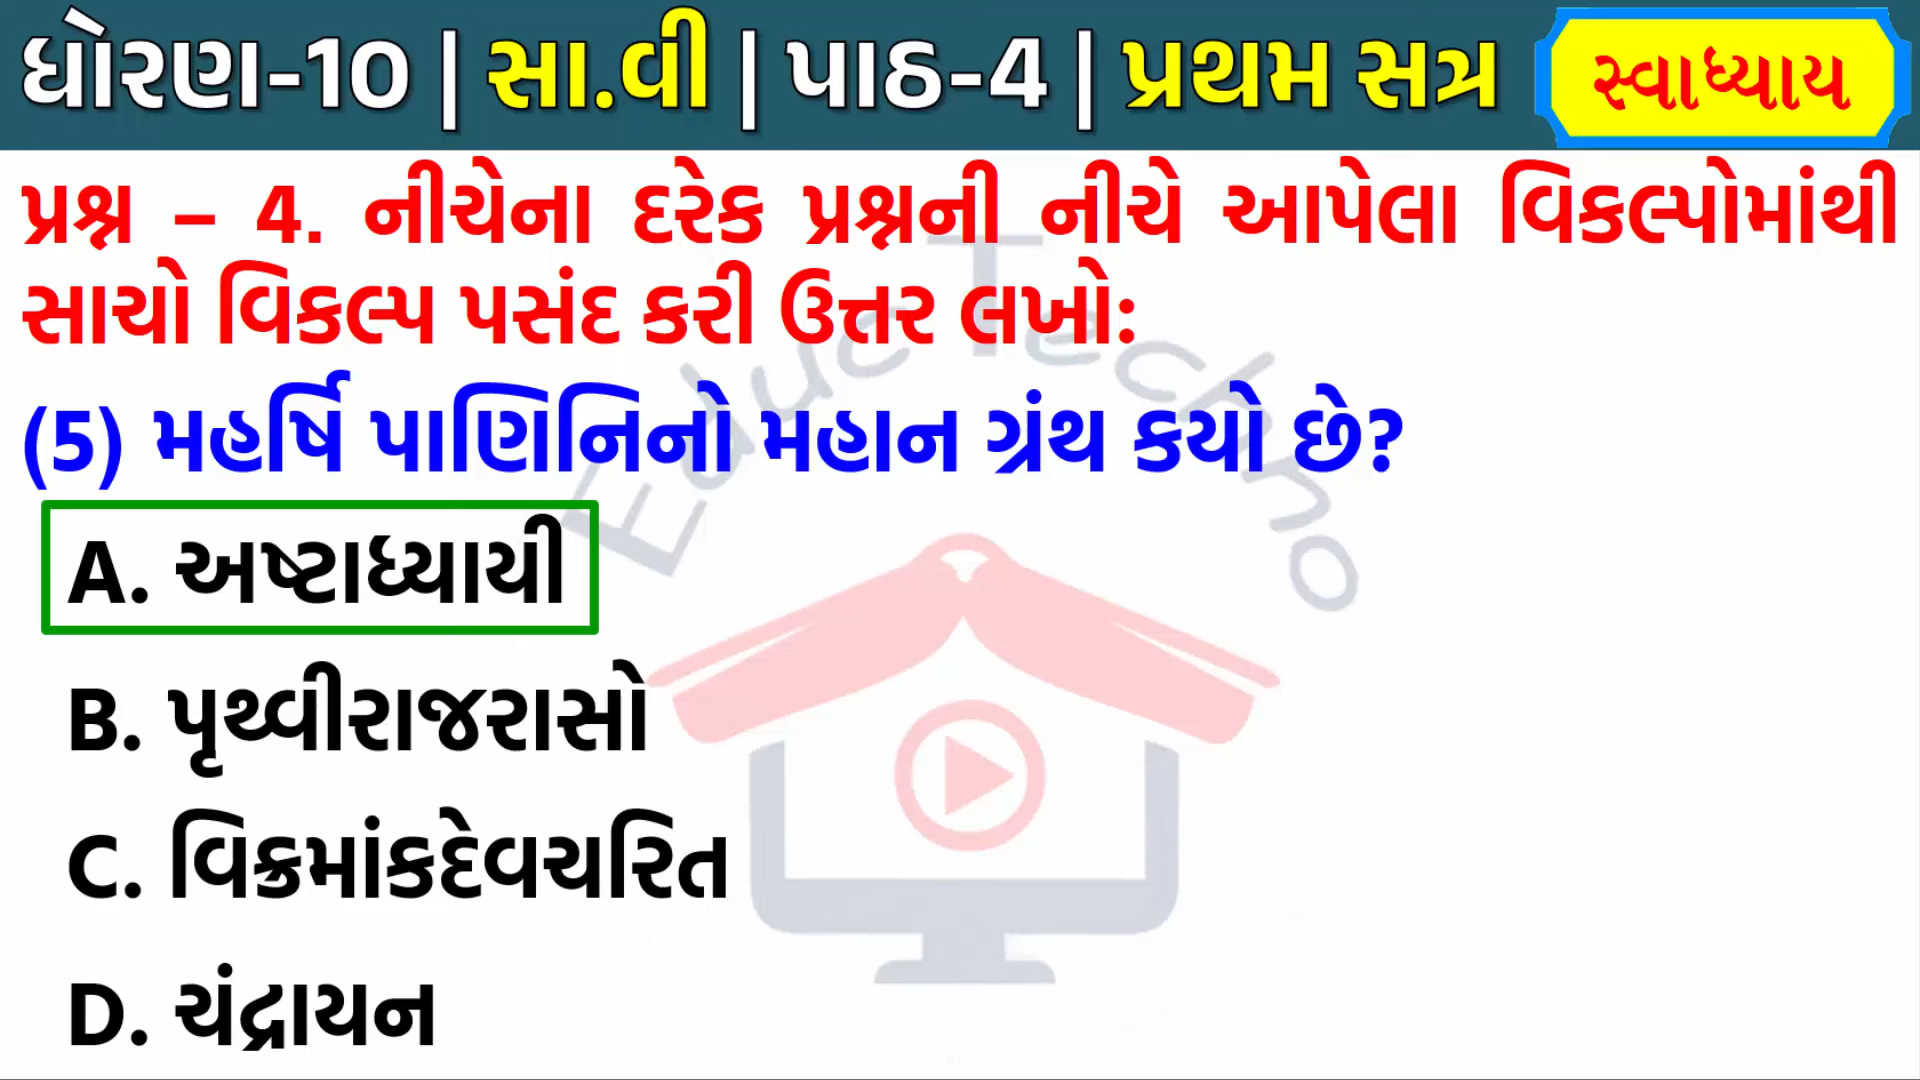 ધોરણ-10 | સા.વી | પાઠ-4 | પ્રથમ સત્ર
સ્વાધ્યાય
પ્રશ્ન – 4. નીચેના દરેક પ્રશ્નની નીચે આપેલા વિકલ્પોમાંથી
સાચો વિકલ્પ પસંદ કરી ઉત્તર લખોઃ
(5) મહર્ષિ પાણિનિનો મહાન ગ્રંથ કયો છે?
A. અષ્ટાધ્યાયી
B. પૃથ્વીરાજરાસો
C. વિક્રમાંકદેવચરિત
D. ચંદ્રાયન
EducTechno